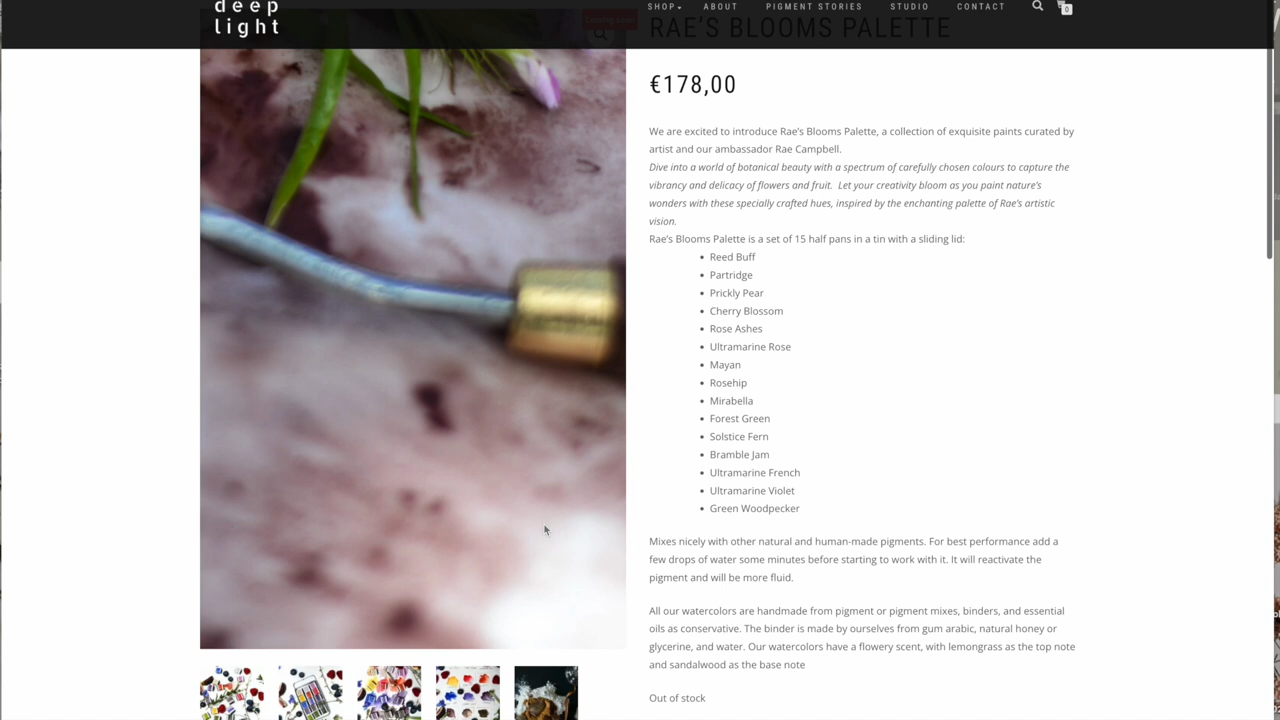 deep
light
SHOP
ABOUT
PIGMENT STORIES
STUDIO
CONTACT
0
Coming soon
RAE'S BLOOMS PALETTE
€178,00
We are excited to introduce Rae's Blooms Palette, a collection of exquisite paints curated by
artist and our ambassador Rae Campbell.
Dive into a world of botanical beauty with a spectrum of carefully chosen colours to capture the
vibrancy and delicacy of flowers and fruit. Let your creativity bloom as you paint nature's
wonders with these specially crafted hues, inspired by the enchanting palette of Rae's artistic
vision.
Rae's Blooms Palette is a set of 15 half pans in a tin with a sliding lid:
• Reed Buff
• Partridge
• Prickly Pear
• Cherry Blossom
• Rose Ashes
• Ultramarine Rose
• Mayan
• Rosehip
• Mirabella
• Forest Green
• Solstice Fern
• Bramble Jam
• Ultramarine French
• Ultramarine Violet
• Green Woodpecker
Mixes nicely with other natural and human-made pigments. For best performance add a
few drops of water some minutes before starting to work with it. It will reactivate the
pigment and will be more fluid.
All our watercolors are handmade from pigment or pigment mixes, binders, and essential
oils as conservative. The binder is made by ourselves from gum arabic, natural honey or
glycerine, and water. Our watercolors have a flowery scent, with lemongrass as the top note
and sandalwood as the base note
Out of stock